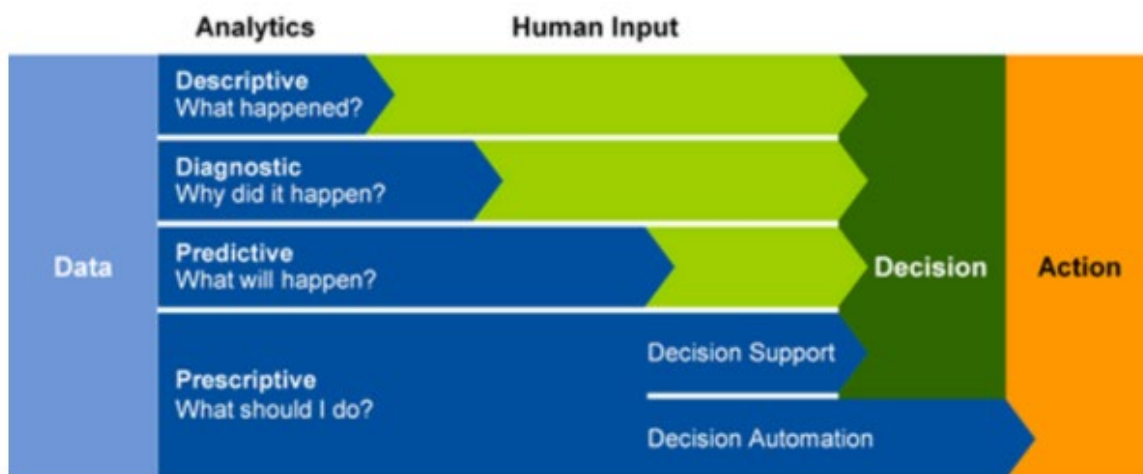 Analytics
Human Input
Descriptive
What happened?
Diagnostic
Why did it happen?
Predictive
What will happen?
Data
Decision
Action
Prescriptive
What should I do?
Decision Support
Decision Automation